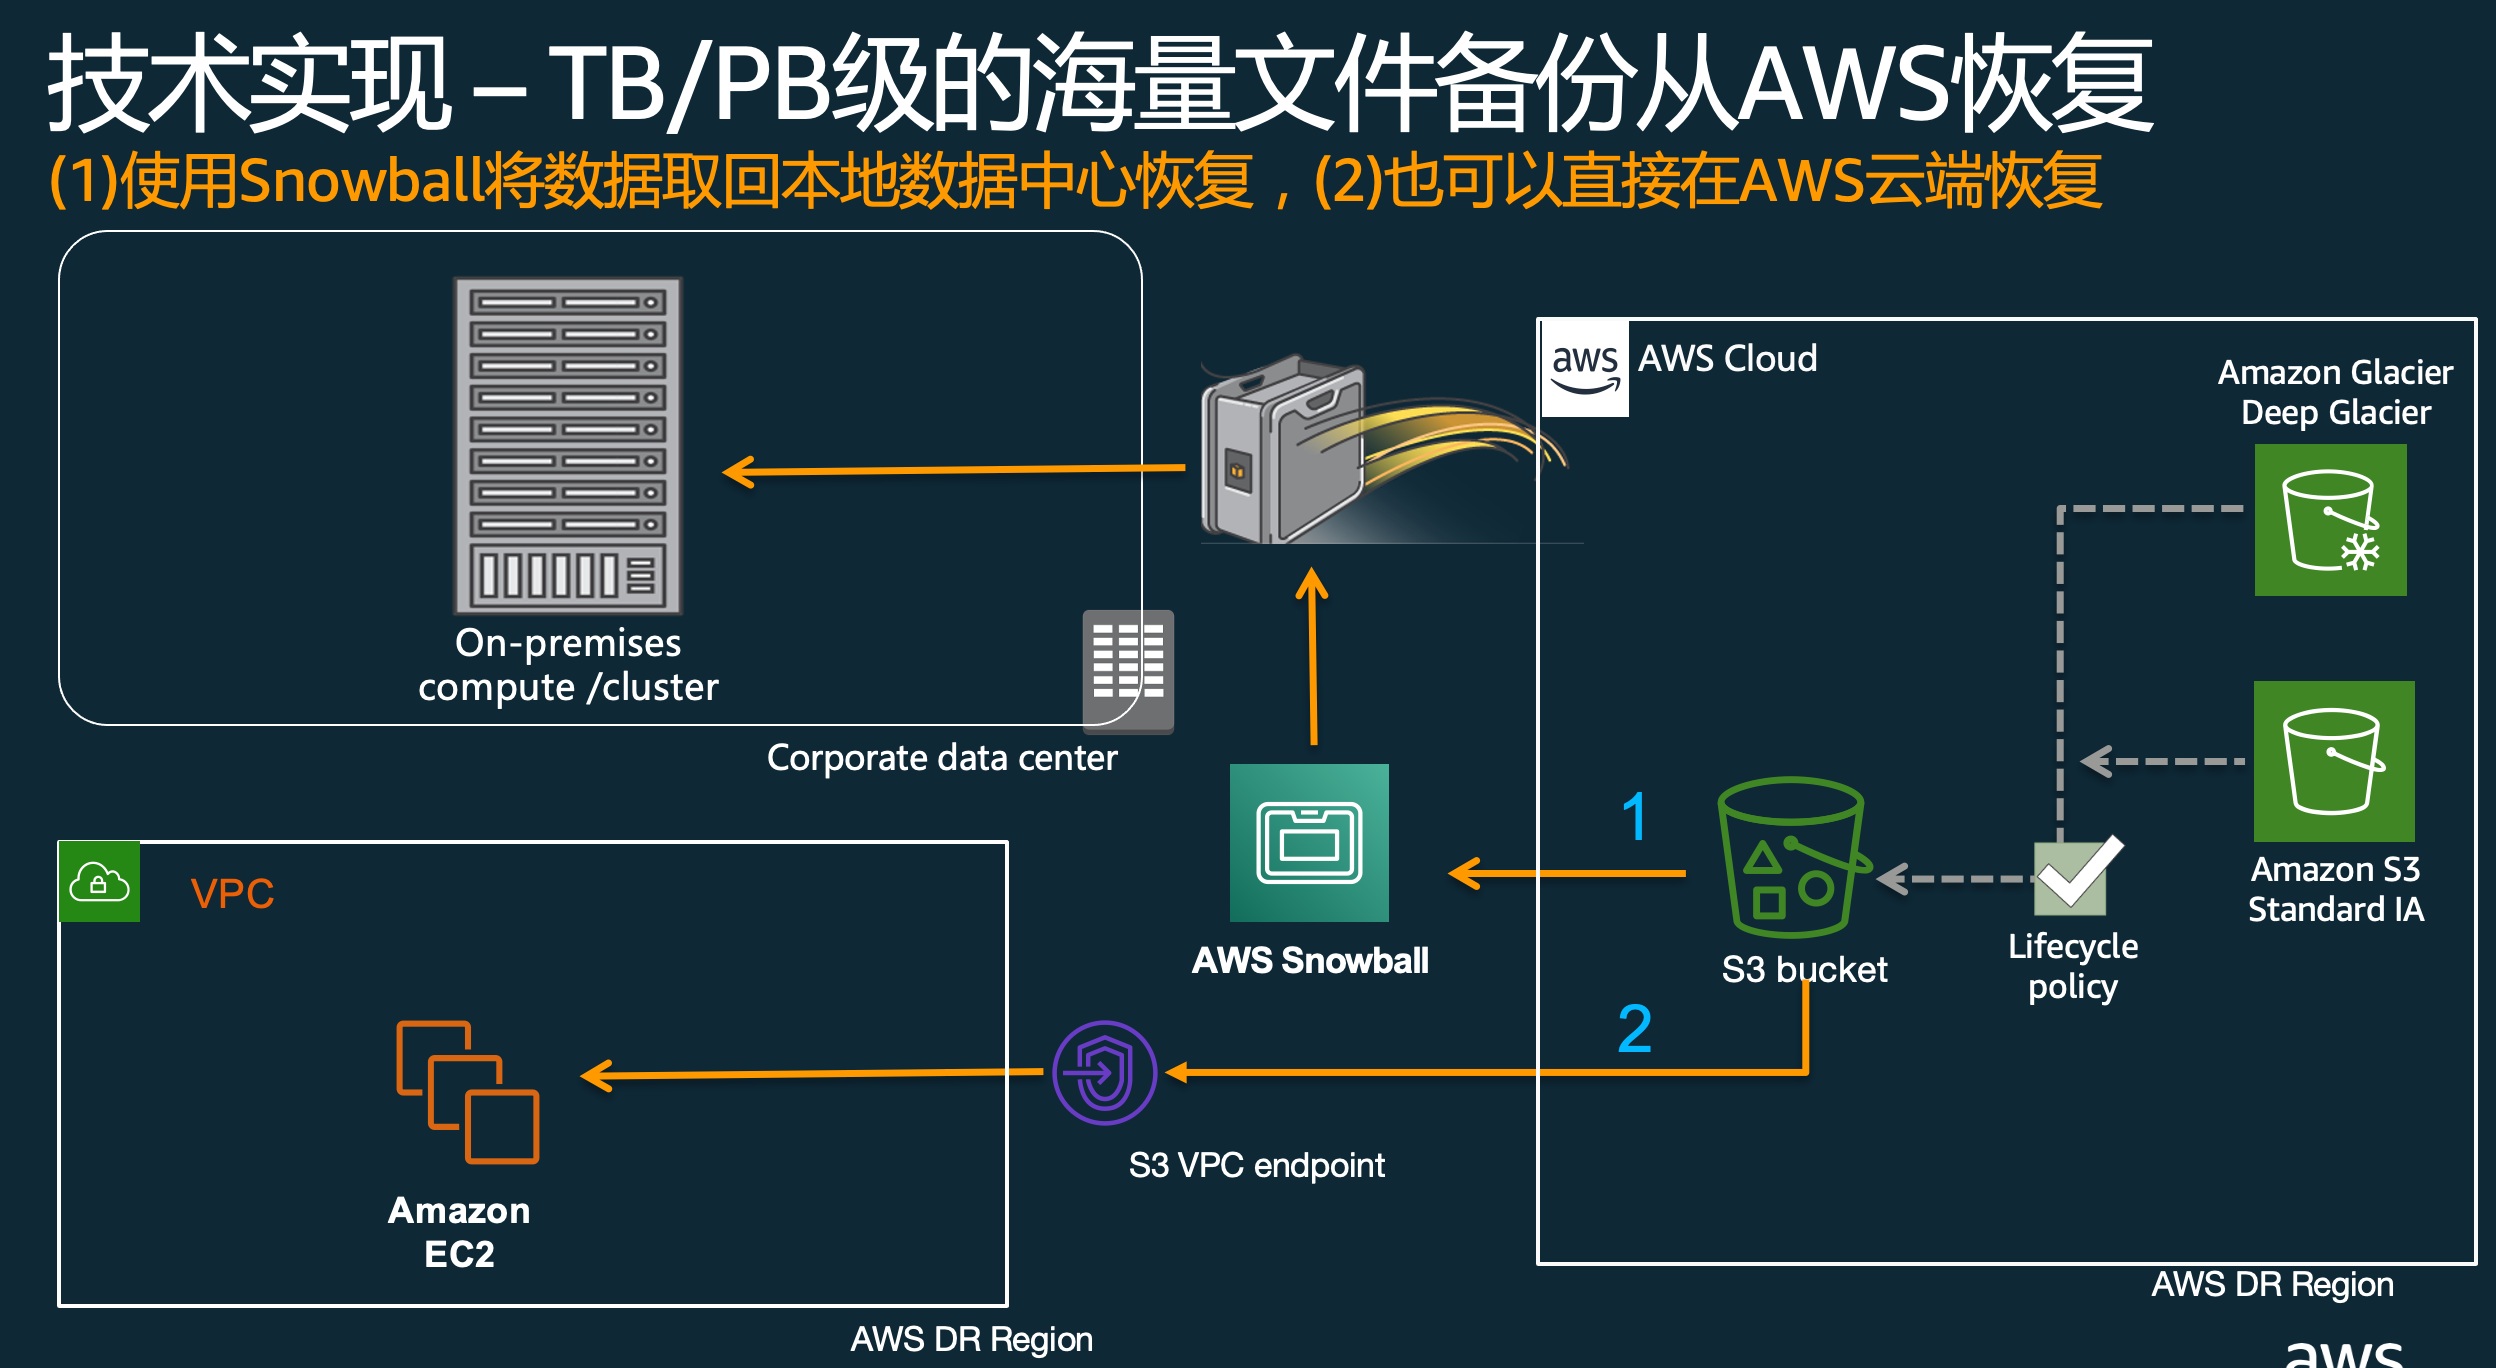 技术实现 – TB/PB级的海量文件备份从AWS恢复
(1)使用Snowball将数据取回本地数据中心恢复，(2)也可以直接在AWS云端恢复
aws
AWS Cloud
Amazon Glacier
Deep Glacier
On-premises
compute /cluster
Corporate data center
1
Amazon S3
Standard IA
VPC
AWS Snowball
S3 bucket
Lifecycle
policy
2
S3 VPC endpoint
Amazon
EC2
AWS DR Region
AWS DR Region
aws